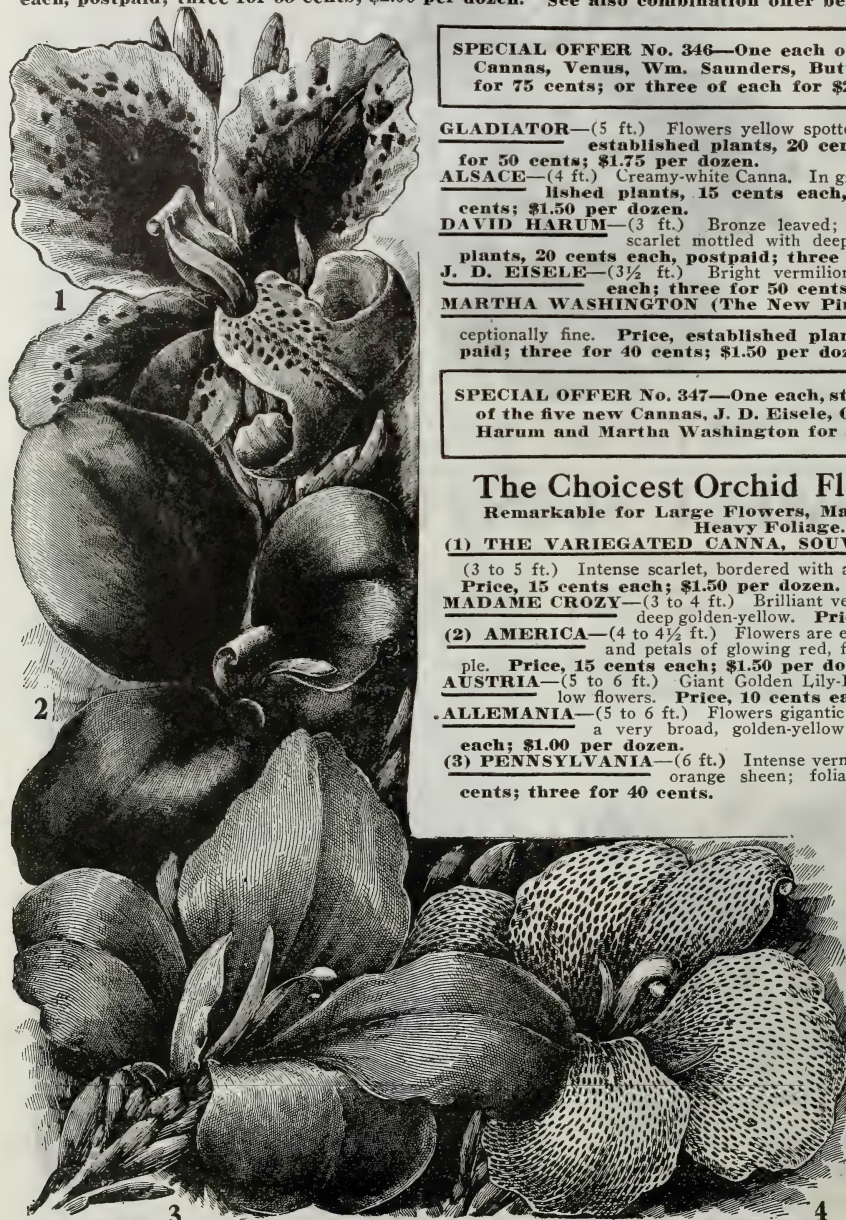 each, postpaid; three for 55 cents, $2.00 per dozen. See also combination offer be
SPECIAL OFFER No. 346—One each o
Cannas, Venus, Wm. Saunders, But
for 75 cents; or three of each for $2
GLADIATOR—(5 ft.) Flowers yellow spott
established plants, 20 cen
for 50 cents; $1.75 per dozen.
ALSACE—(4 ft.) Creamy-white Canna. In g
lished plants, 15 cents each,
cents; $1.50 per dozen.
DAVID HARUM—(3 ft.) Bronze leaved;
scarlet mottled with deep
plants, 20 cents each, postpaid; three
J. D. EISELE—(3½ ft.) Bright vermilion
each; three for 50 cents
MARTHA WASHINGTON (The New Pin
ceptionally fine. Price, established plan
paid; three for 40 cents; $1.50 per doz
SPECIAL OFFER No. 347—One each, st
of the five new Cannas, J. D. Eisele, G
Harum and Martha Washington for
The Choicest Orchid Fl
Remarkable for Large Flowers, Ma
Heavy Foliage.
(1) THE VARIEGATED CANNA, SOUV
(3 to 5 ft.) Intense scarlet, bordered with a
Price, 15 cents each; $1.50 per dozen.
MADAME CROZY—(3 to 4 ft.) Brilliant ve
deep golden-yellow. Pri
(2) AMERICA—(4 to 4½ ft.) Flowers are e
and petals of glowing red, f
ple. Price, 15 cents each; $1.50 per do
AUSTRIA—(5 to 6 ft.) Giant Golden Lily-l
low flowers. Price, 10 cents ea
ALLEMANIA—(5 to 6 ft.) Flowers gigantic
a very broad, golden-yellow
each; $1.00 per dozen.
(3) PENNSYLVANIA—(6 ft.) Intense verm
orange sheen; folia
cents; three for 40 cents.
1
2
3
4